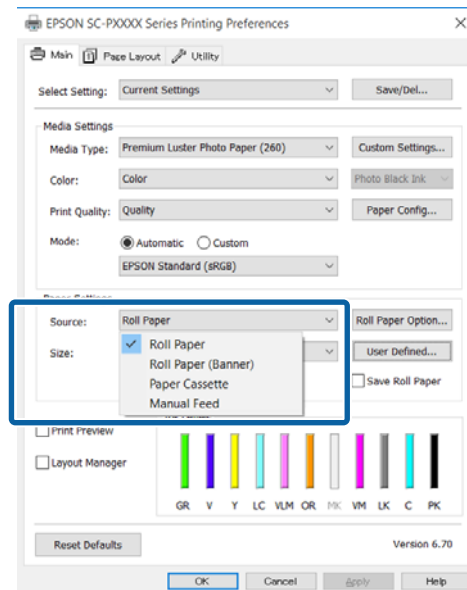 EPSON SC-PXXXX Series Printing Preferences
Main Page Layout Utility
Select Setting: Current Settings Save/Del...
Media Settings
Media Type: Premium Luster Photo Paper (260) Custom Settings...
Color: Color Photo Black Ink
Print Quality: Quality Paper Config...
Mode: Automatic Custom
EPSON Standard (sRGB)
Paper Settings
Source: Roll Paper Roll Paper Option...
Roll Paper
Size: User Defined...
Roll Paper (Banner)
Paper Cassette Save Roll Paper
Manual Feed
Print Preview
Layout Manager
GR V Y LC VLM OR MK VM LK C PK
Reset Defaults Version 6.70
OK Cancel Apply Help